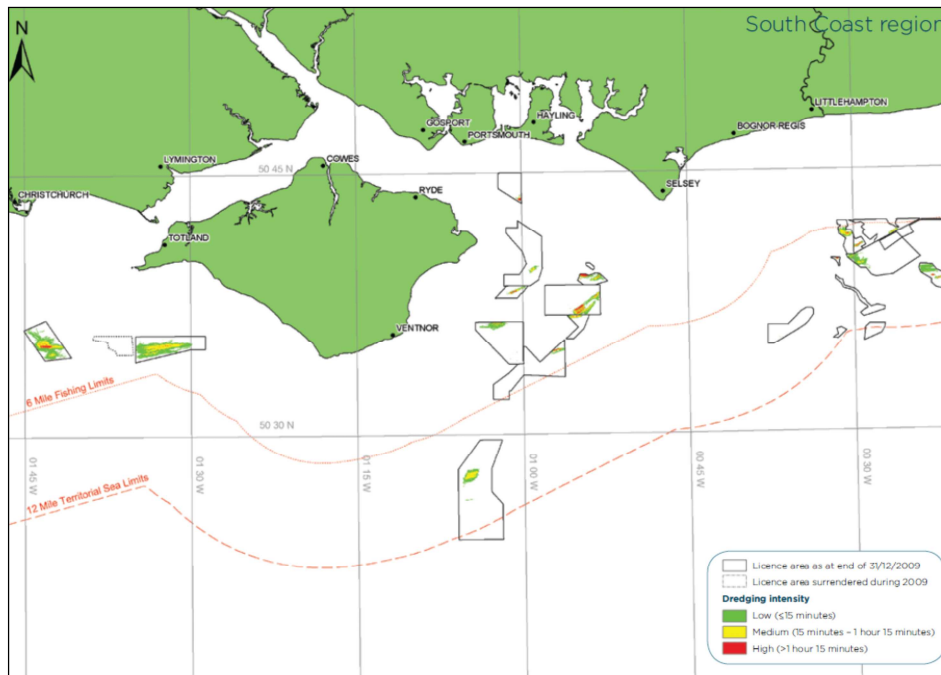 South Coast region
N
LITTLEHAMPTON
HAYLING
GOSPORT
BOGNOR REGIS
PORTSMOUTH
LYMINGTON
COWES
50 45 N
SELSEY
RYDE
CHRISTCHURCH
TOTLAND
VENTNOR
6 Mile Fishing Limits
50 30 N
01 45 W
01 30 W
01 15 W
01 00 W
00 45 W
00 30 W
12 Mile Territorial Sea Limits
Licence area as at end of 31/12/2009
Licence area surrendered during 2009
Dredging intensity
Low (≤15 minutes)
Medium (15 minutes – 1 hour 15 minutes)
High (>1 hour 15 minutes)